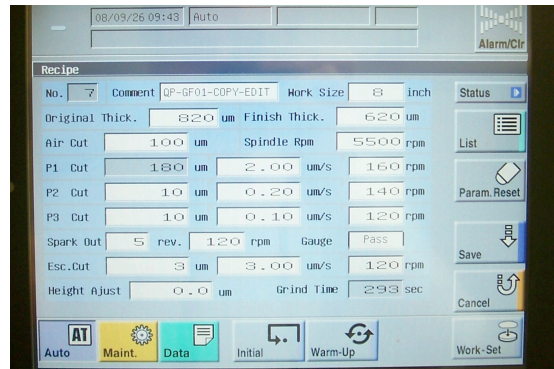 08/09/26 09:43 Auto
Alarm/Clr
Recipe
No. 7 Comment QP-GF01-COPY-EDIT Work Size 8 inch
Status
Original Thick. 820 um Finish Thick. 620 um
Air Cut 100 um Spindle Rpm 5500 rpm
List
P1 Cut 180 um 2.00 um/s 160 rpm
P2 Cut 10 um 0.20 um/s 140 rpm
Param.Reset
P3 Cut 10 um 0.10 um/s 120 rpm
Spark Out 5 rev. 120 rpm Gauge Pass
Save
Esc.Cut 3 um 3.00 um/s 120 rpm
Height Ajust 0.0 um Grind Time 293 sec
Cancel
AT
Auto Maint. Data Initial Warm-Up Work-Set